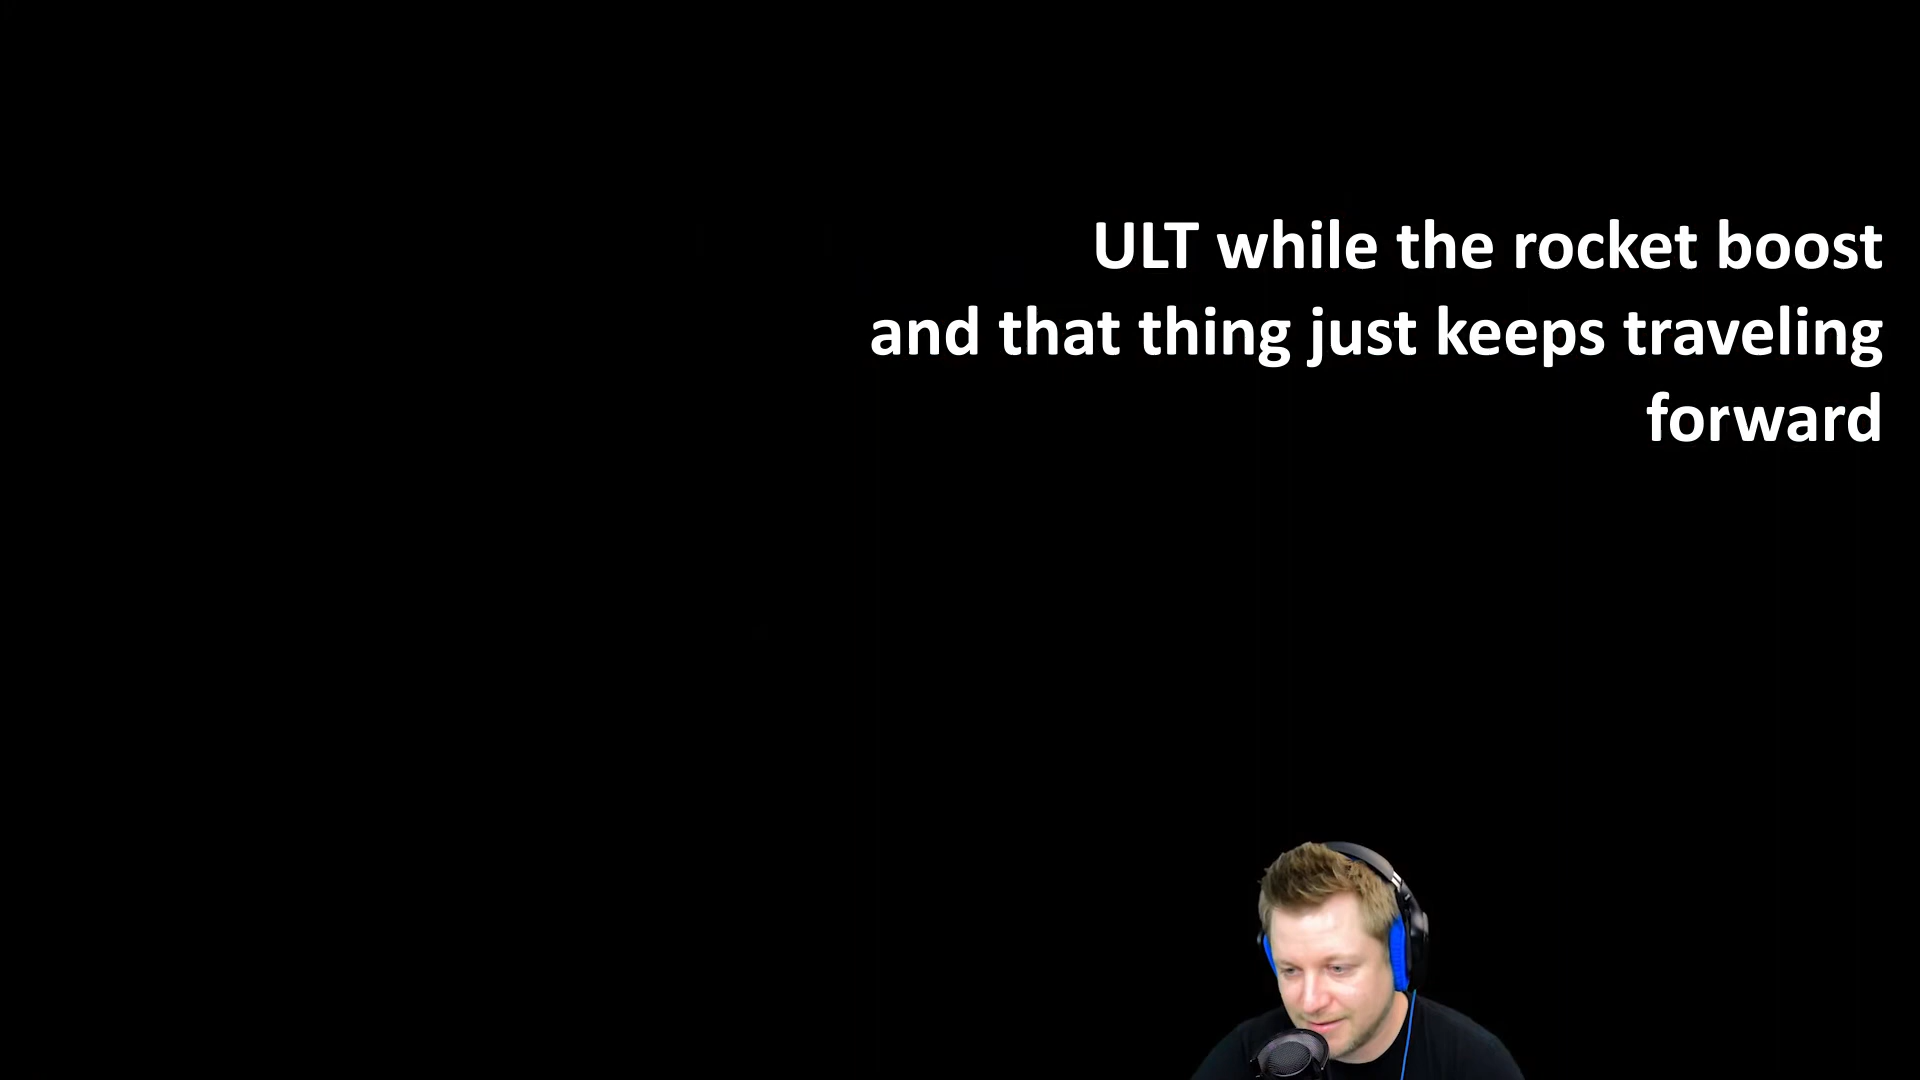 ULT while the rocket boost
and that thing just keeps traveling
forward